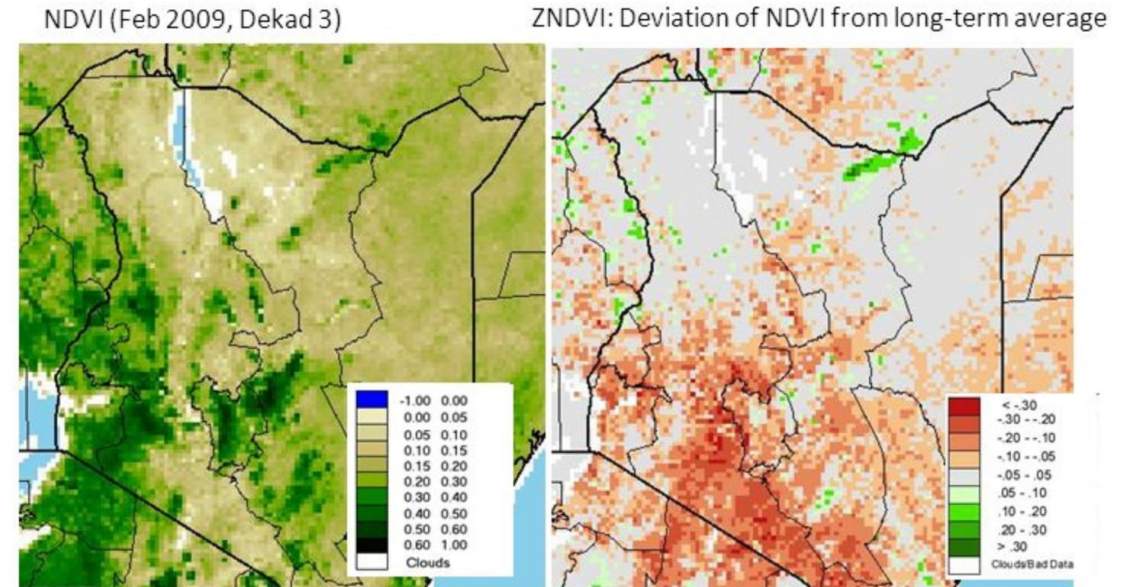 NDVI (Feb 2009, Dekad 3)
ZNDVI: Deviation of NDVI from long-term average
-1.00 0.00
0.00 0.05
0.05 0.10
0.10 0.15
0.15 0.20
0.20 0.30
0.30 0.40
0.40 0.50
0.50 0.60
0.60 1.00
Clouds
< -.30
-.30 - -.20
-.20 - -.10
-.10 - -.05
-.05 - .05
.05 - .10
.10 - .20
.20 - .30
> .30
Clouds/Bad Data